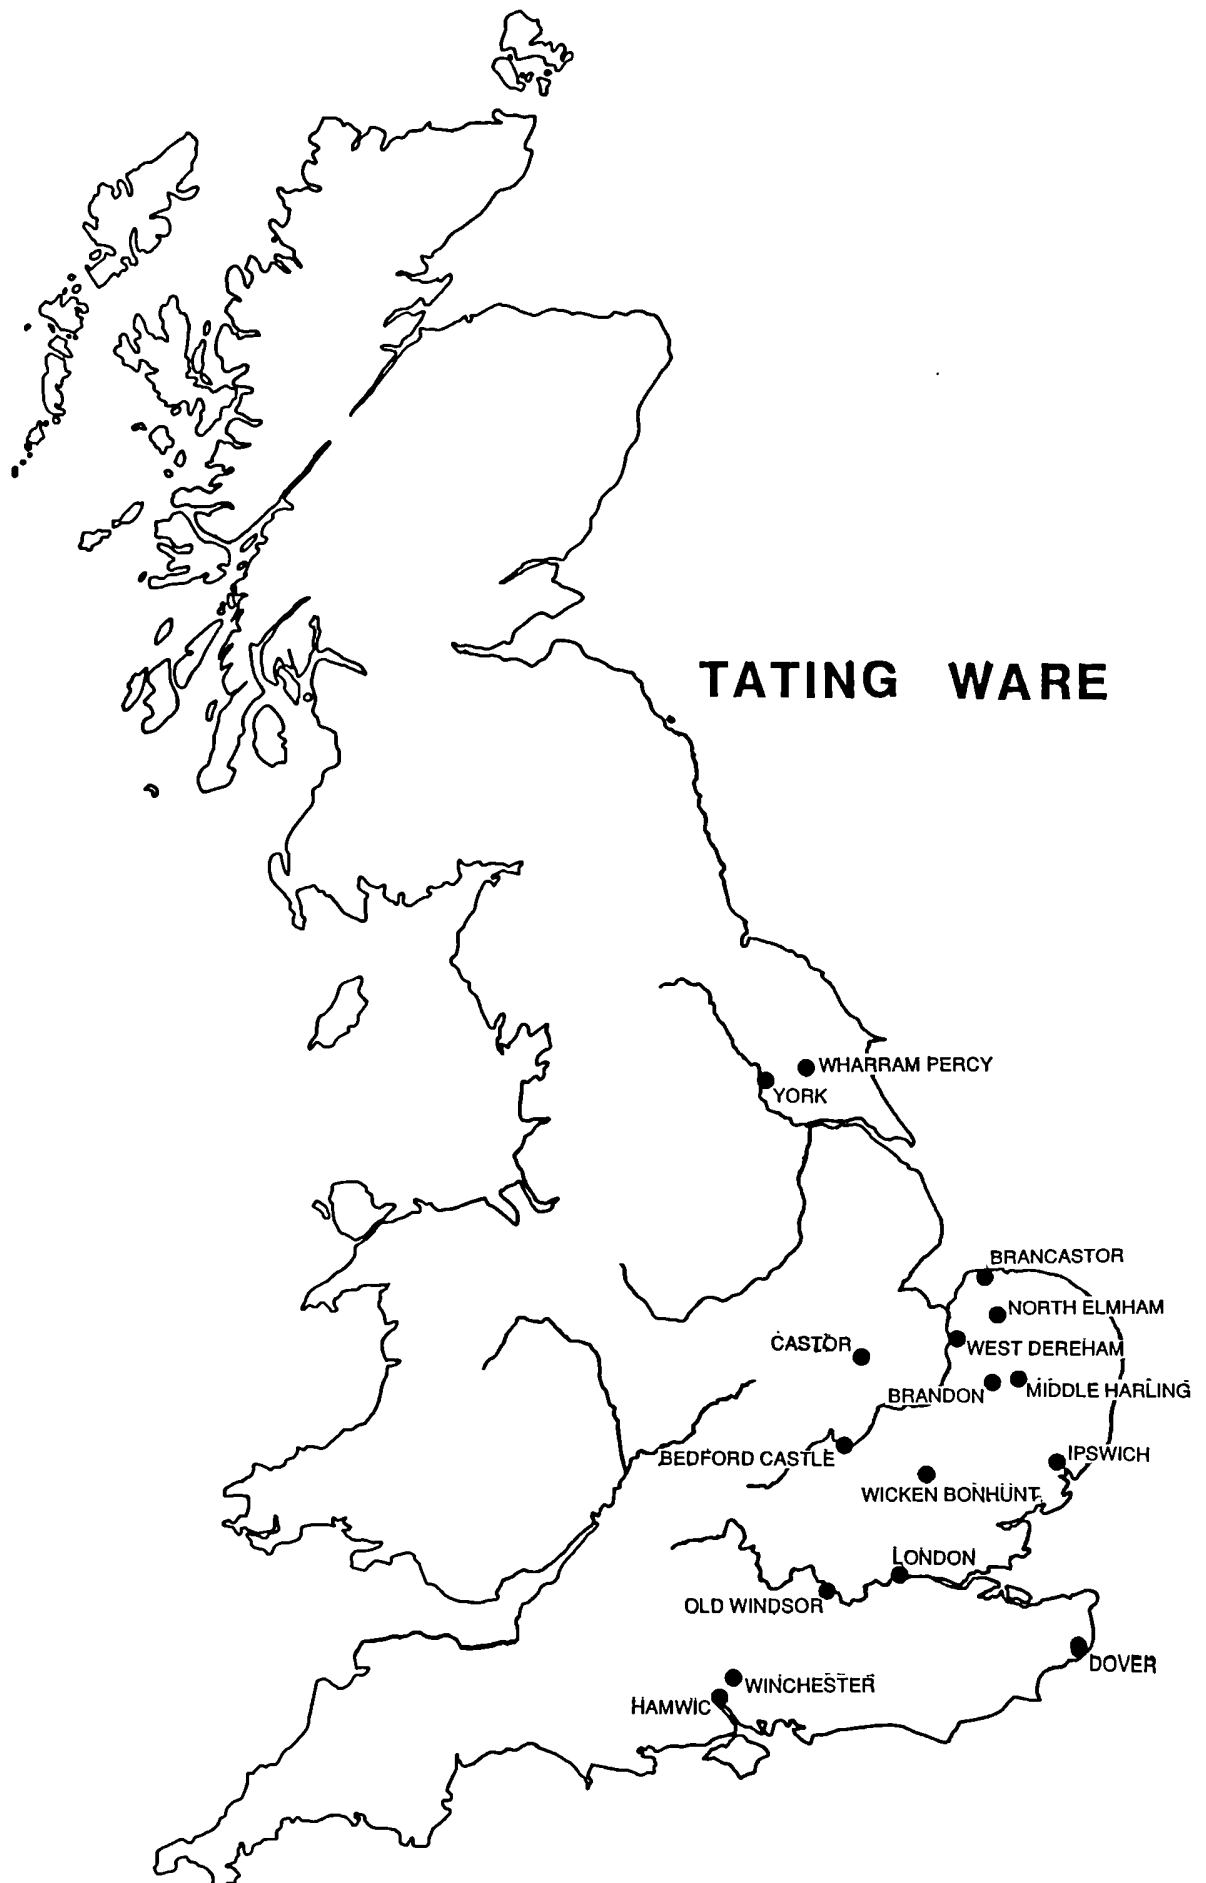 TATING WARE
WHARRAM PERCY
YORK
BRANCASTOR
NORTH ELMHAM
CASTOR
WEST DEREHAM
BRANDON
MIDDLE HARLING
BEDFORD CASTLE
IPSWICH
WICKEN BONHUNT
LONDON
OLD WINDSOR
DOVER
WINCHESTER
HAMWIC